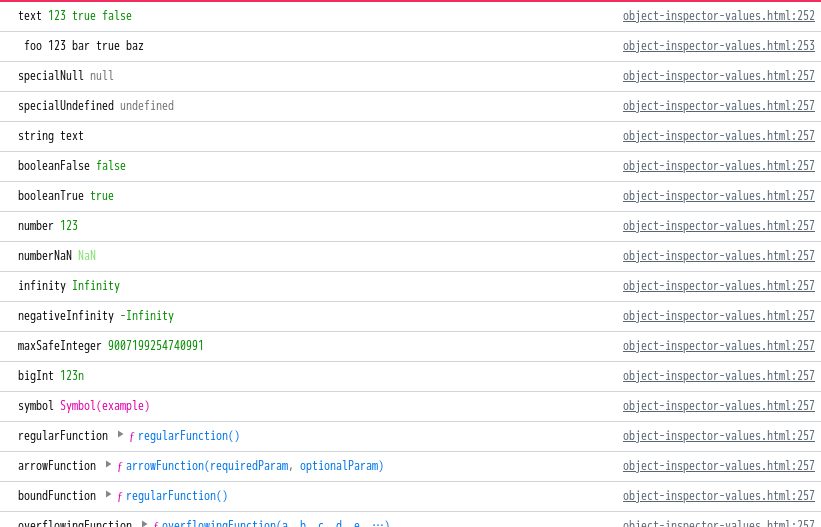 text 123 true false object-inspector-values.html:252
foo 123 bar true baz object-inspector-values.html:253
specialNull null object-inspector-values.html:257
specialUndefined undefined object-inspector-values.html:257
string text object-inspector-values.html:257
booleanFalse false object-inspector-values.html:257
booleanTrue true object-inspector-values.html:257
number 123 object-inspector-values.html:257
numberNaN NaN object-inspector-values.html:257
infinity Infinity object-inspector-values.html:257
negativeInfinity -Infinity object-inspector-values.html:257
maxSafeInteger 9007199254740991 object-inspector-values.html:257
bigInt 123n object-inspector-values.html:257
symbol Symbol(example) object-inspector-values.html:257
regularFunction ƒ regularFunction() object-inspector-values.html:257
arrowFunction ƒ arrowFunction(requiredParam, optionalParam) object-inspector-values.html:257
boundFunction ƒ regularFunction() object-inspector-values.html:257
overflowingFunction ƒ overflowingFunction(a, b, c, d, e, …) object-inspector-values.html:257